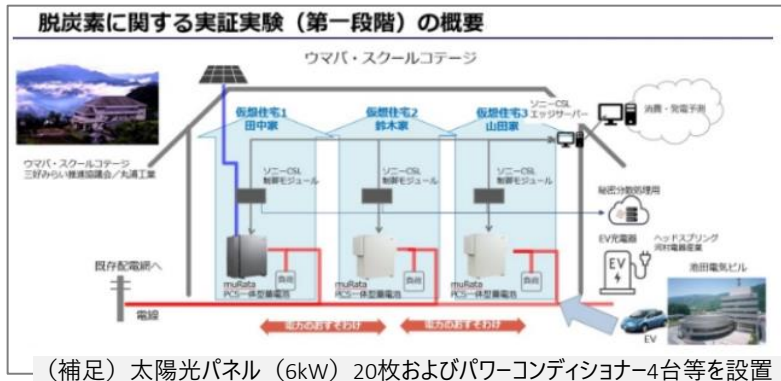 脱炭素に関する実証実験（第一段階）の概要
ウマバ・スクールコテージ
仮想住宅1
田中家
仮想住宅2
鈴木家
仮想住宅3
山田家
ソニーCSL
エッジサーバー
消費・発電予測
ウマバ・スクールコテージ
三好みらい推進協議会／丸浦工業
ソニーCSL
制御モジュール
ソニーCSL
制御モジュール
ソニーCSL
制御モジュール
秘密分散処理用
EV充電器
ヘッドスプリング
河村電器産業
EV
池田電気ビル
既存配電網へ
負荷
負荷
負荷
muRata
PCS一体型蓄電池
muRata
PCS一体型蓄電池
muRata
PCS一体型蓄電池
電線
電力のおすそわけ
電力のおすそわけ
EV
（補足）太陽光パネル（6kW）20枚およびパワーコンディショナー4台等を設置